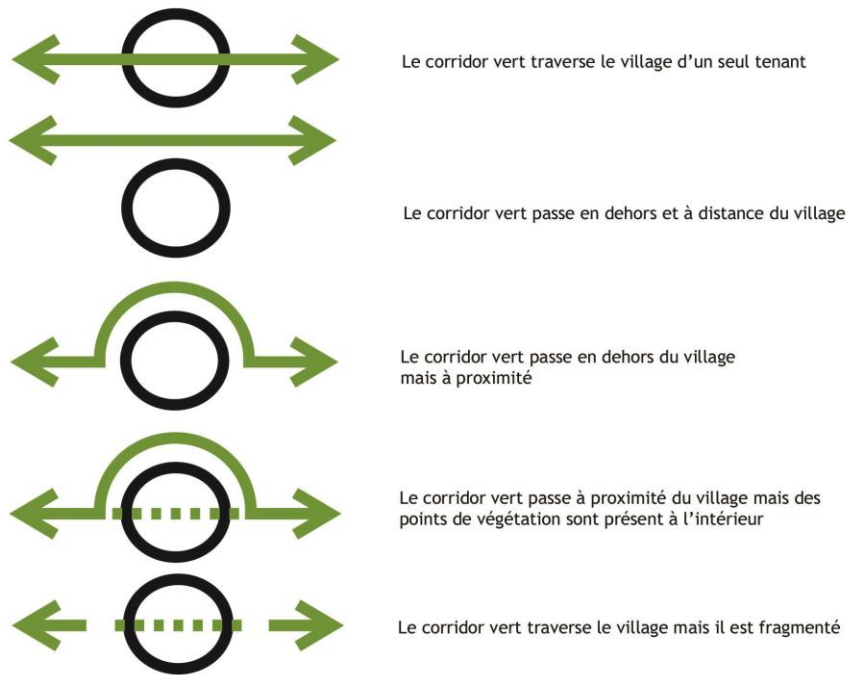 Le corridor vert traverse le village d'un seul tenant
Le corridor vert passe en dehors et à distance du village
Le corridor vert passe en dehors du village
mais à proximité
Le corridor vert passe à proximité du village mais des
points de végétation sont présent à l'intérieur
Le corridor vert traverse le village mais il est fragmenté